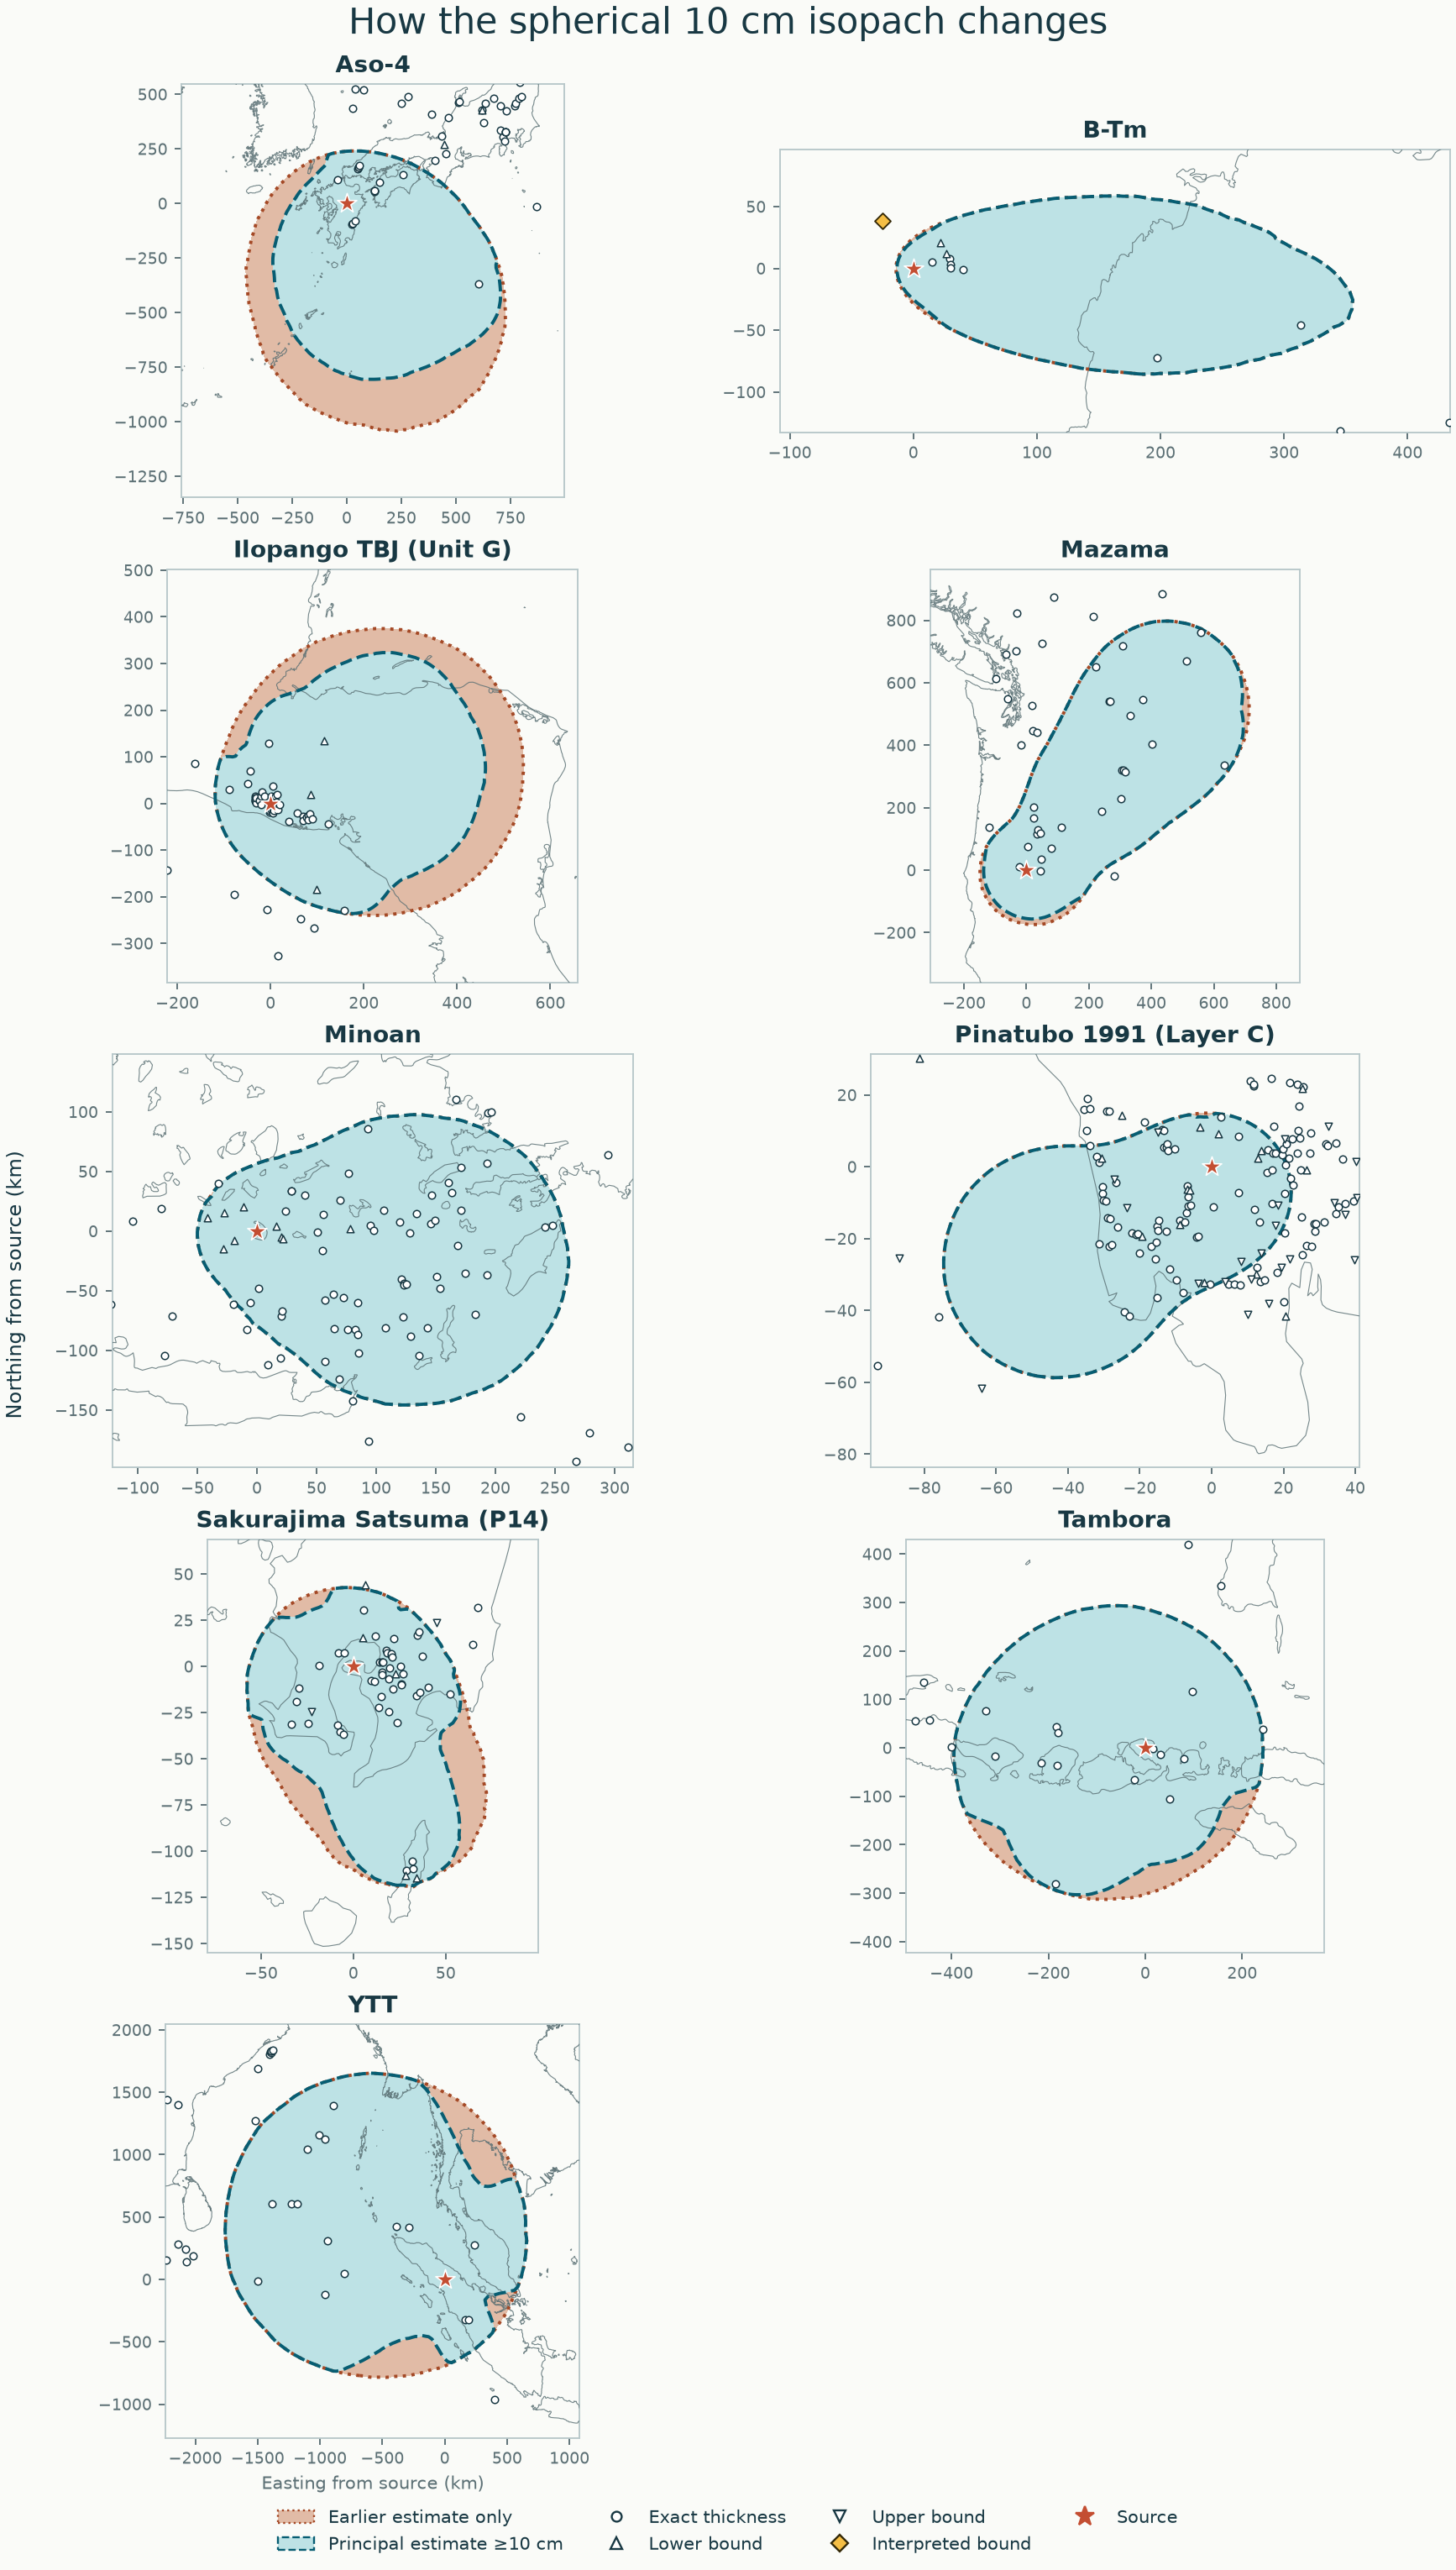 How the spherical 10 cm isopach changes
Aso-4
500
250
0
−250
−500
−750
−1000
−1250
−750 −500 −250 0 250 500 750
B-Tm
50
0
−50
−100
−100 0 100 200 300 400
Ilopango TBJ (Unit G)
500
400
300
200
100
0
−100
−200
−300
−200 0 200 400 600
Mazama
800
600
400
200
0
−200
−200 0 200 400 600 800
Northing from source (km)
Minoan
100
50
0
−50
−100
−150
−100 −50 0 50 100 150 200 250 300
Pinatubo 1991 (Layer C)
20
0
−20
−40
−60
−80
−80 −60 −40 −20 0 20 40
Sakurajima Satsuma (P14)
50
25
0
−25
−50
−75
−100
−125
−150
−50 0 50
Tambora
400
300
200
100
0
−100
−200
−300
−400
−400 −200 0 200
YTT
2000
1500
1000
500
0
−500
−1000
−2000 −1500 −1000 −500 0 500 1000
Easting from source (km)
Earlier estimate only
Principal estimate ≥10 cm
Exact thickness
Lower bound
Upper bound
Interpreted bound
Source